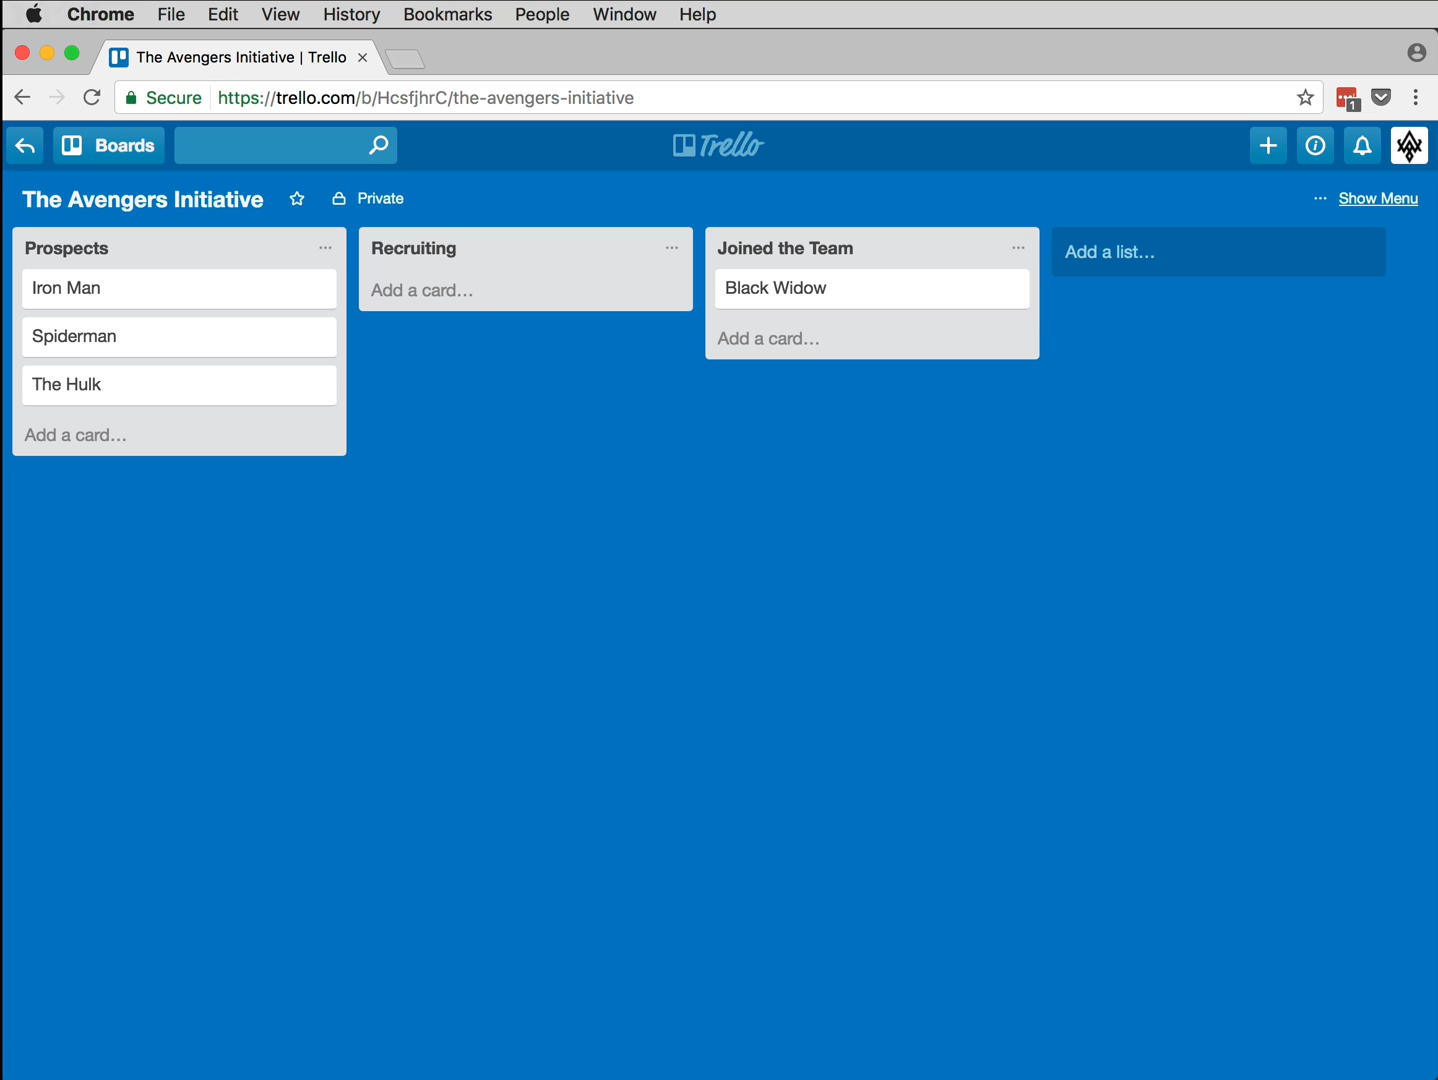 Chrome File Edit View History Bookmarks People Window Help
The Avengers Initiative | Trello
Secure https://trello.com/b/HcsfjhrC/the-avengers-initiative
1
Boards
Trello
The Avengers Initiative
Private
Show Menu
Prospects
Iron Man
Spiderman
The Hulk
Add a card…
Recruiting
Add a card…
Joined the Team
Black Widow
Add a card…
Add a list…